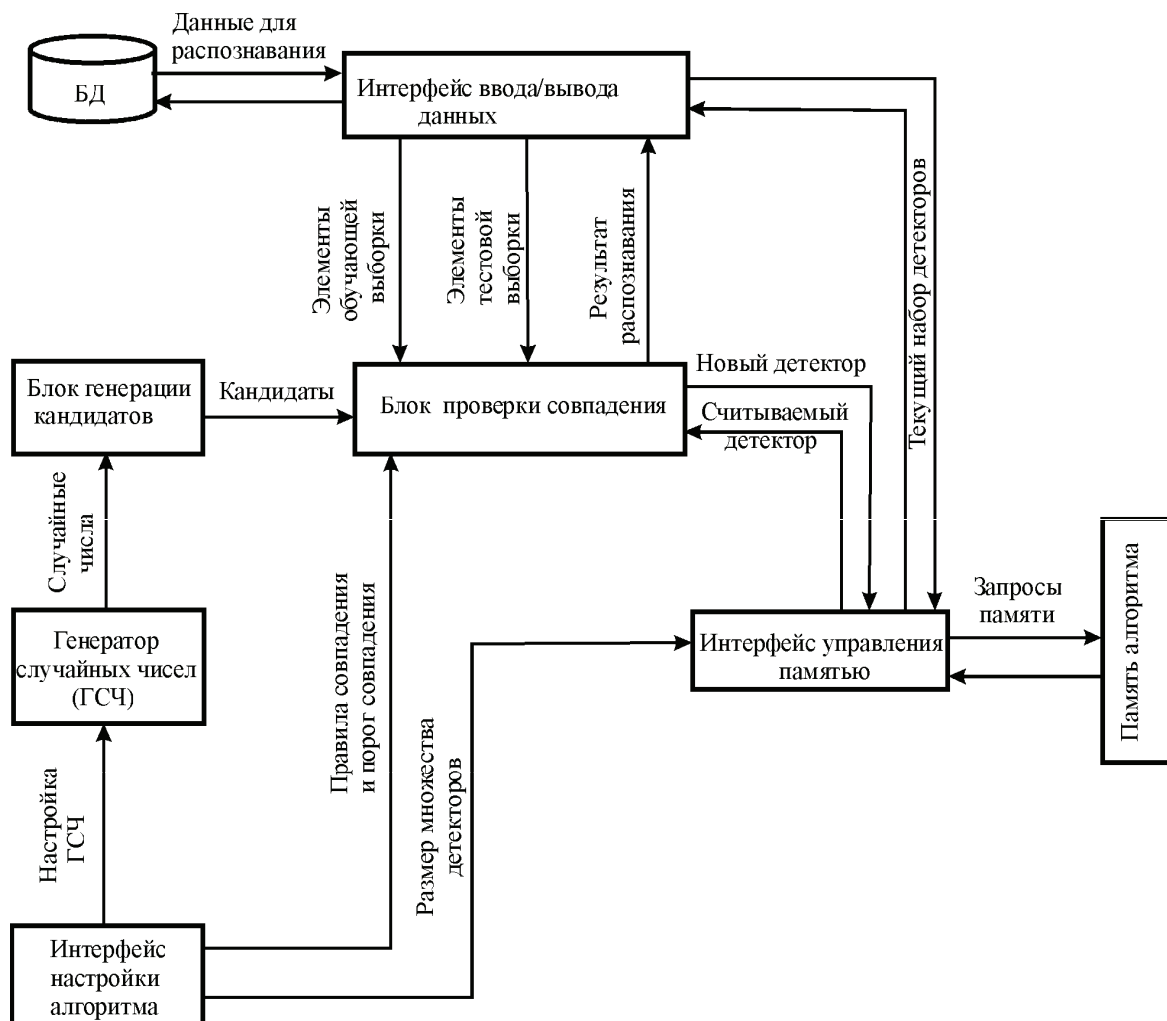 Данные для
распознавания
БД
Интерфейс ввода/вывода
данных
Элементы
обучающей
выборки
Элементы
тестовой
выборки
Результат
распознавания
Текущий набор детекторов
Блок генерации
кандидатов
Кандидаты
Блок проверки совпадения
Новый детектор
Считываемый
детектор
Случайные
числа
Генератор
случайных чисел
(ГСЧ)
Правила совпадения
и порог совпадения
Размер множества
детекторов
Интерфейс управления
памятью
Запросы
памяти
Память алгоритма
Настройка
ГСЧ
Интерфейс
настройки
алгоритма